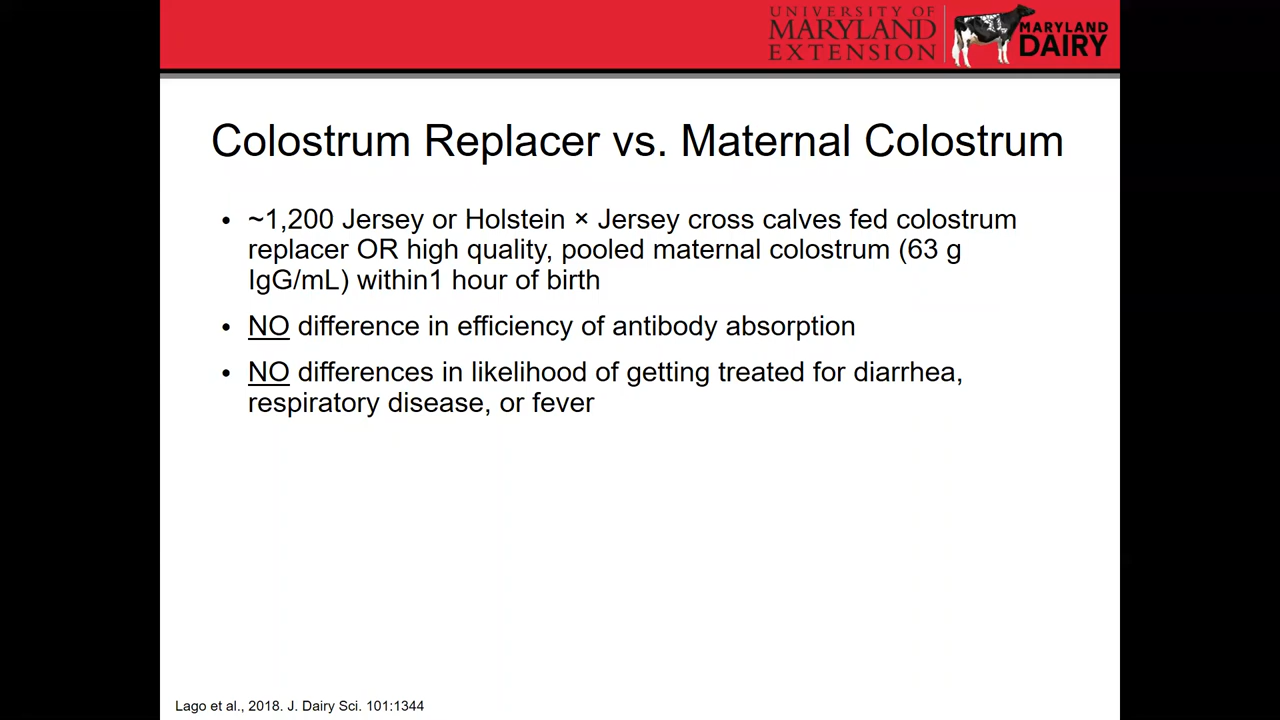 UNIVERSITY OF
MARYLAND
EXTENSION
MARYLAND
DAIRY
Colostrum Replacer vs. Maternal Colostrum
• ~1,200 Jersey or Holstein × Jersey cross calves fed colostrum
replacer OR high quality, pooled maternal colostrum (63 g
IgG/mL) within1 hour of birth
• NO difference in efficiency of antibody absorption
• NO differences in likelihood of getting treated for diarrhea,
respiratory disease, or fever
Lago et al., 2018. J. Dairy Sci. 101:1344